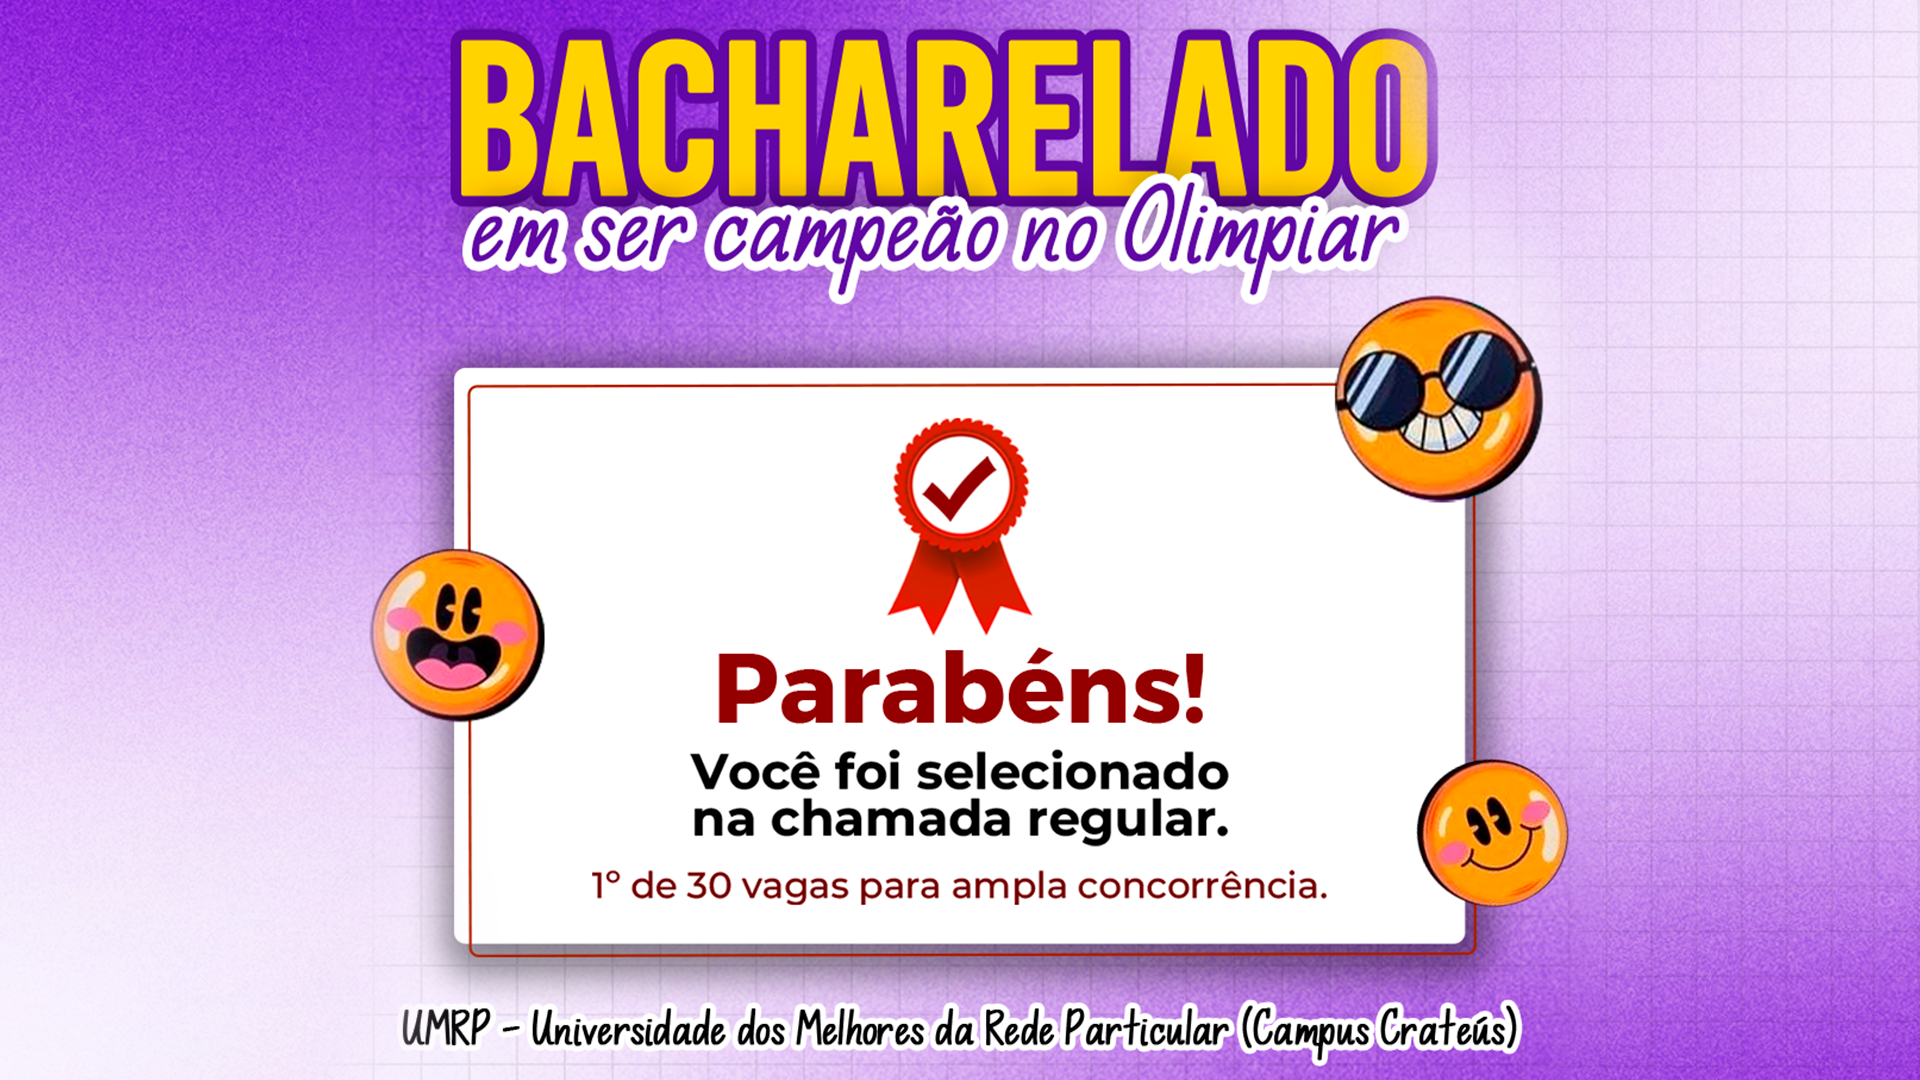 BACHARELADO
em ser campeão no Olimpiar
Parabéns!
Você foi selecionado
na chamada regular.
1º de 30 vagas para ampla concorrência.
UMRP - Universidade dos Melhores da Rede Particular (Campus Crateús)